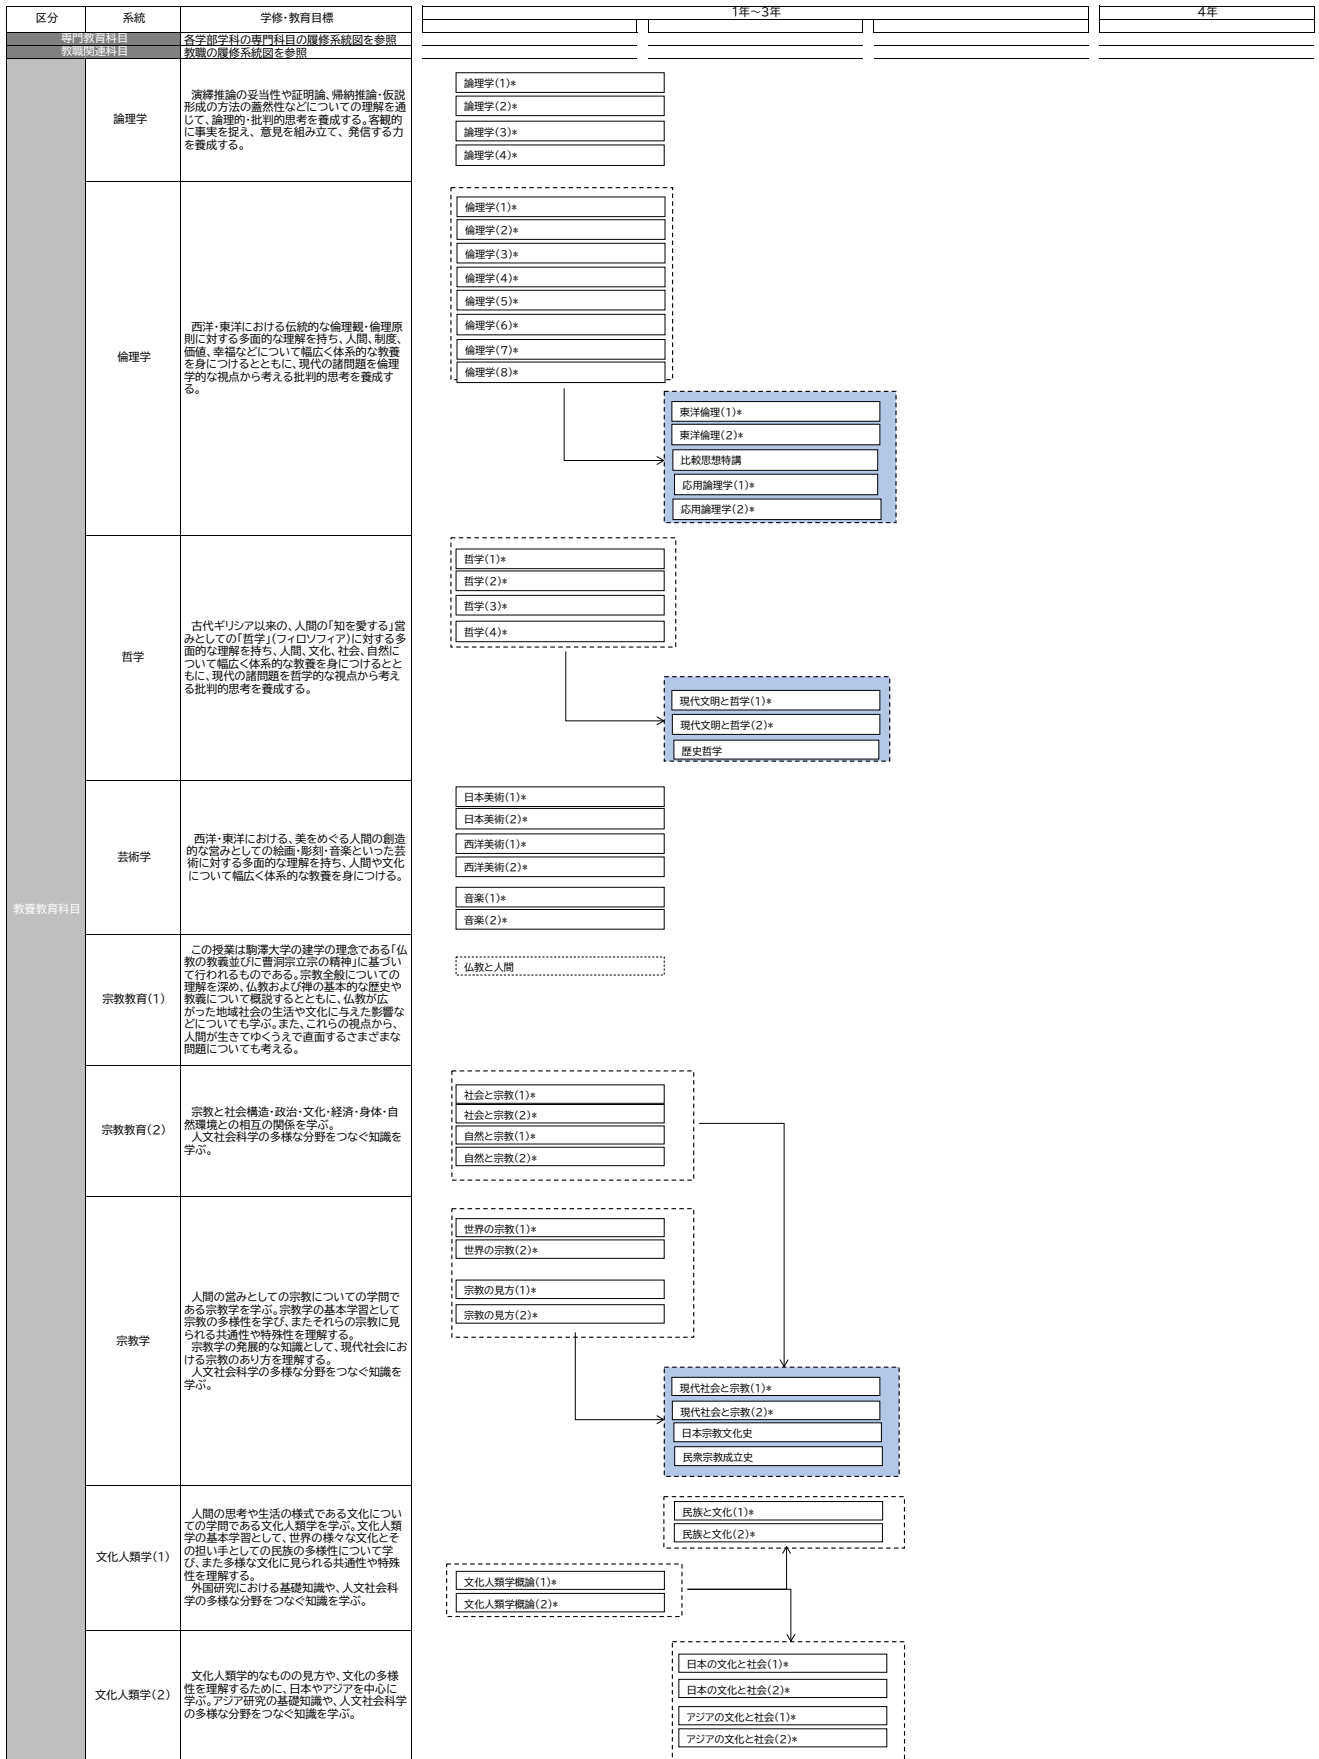 区分
系統
学修・教育目標
1年～3年
4年
専門教育科目
各学部学科の専門科目の履修系統図を参照
教職関連科目
教職の履修系統図を参照
教養教育科目
論理学
演繹推論の妥当性や証明論、帰納推論・仮説
形成の方法の蓋然性などについての理解を通
じて、論理的・批判的思考を養成する。客観的
に事実を捉え、意見を組み立て、発信する力
を養成する。
論理学(1)*
論理学(2)*
論理学(3)*
論理学(4)*
倫理学
西洋・東洋における伝統的な倫理観・倫理原
則に対する多面的な理解を持ち、人間、制度、
価値、幸福などについて幅広く体系的な教養
を身につけるとともに、現代の諸問題を倫理
学的な視点から考える批判的思考を養成す
る。
倫理学(1)*
倫理学(2)*
倫理学(3)*
倫理学(4)*
倫理学(5)*
倫理学(6)*
倫理学(7)*
倫理学(8)*
東洋倫理(1)*
東洋倫理(2)*
比較思想特講
応用論理学(1)*
応用論理学(2)*
哲学
古代ギリシア以来の、人間の「知を愛する」営
みとしての「哲学」(フィロソフィア)に対する多
面的な理解を持ち、人間、文化、社会、自然に
ついて幅広く体系的な教養を身につけるとと
もに、現代の諸問題を哲学的な視点から考え
る批判的思考を養成する。
哲学(1)*
哲学(2)*
哲学(3)*
哲学(4)*
現代文明と哲学(1)*
現代文明と哲学(2)*
歴史哲学
芸術学
西洋・東洋における、美をめぐる人間の創造
的な営みとしての絵画・彫刻・音楽といった芸
術に対する多面的な理解を持ち、人間や文化
について幅広く体系的な教養を身につける。
日本美術(1)*
日本美術(2)*
西洋美術(1)*
西洋美術(2)*
音楽(1)*
音楽(2)*
宗教教育(1)
この授業は駒澤大学の建学の理念である「仏
教の教義並びに曹洞宗立宗の精神」に基づい
て行われるものである。宗教全般についての
理解を深め、仏教および禅の基本的な歴史や
教義について概説するとともに、仏教が広
がった地域社会の生活や文化に与えた影響な
どについても学ぶ。また、これらの視点から、
人間が生きてゆくうえで直面するさまざまな
問題についても考える。
仏教と人間
宗教教育(2)
宗教と社会構造・政治・文化・経済・身体・自
然環境との相互の関係を学ぶ。
人文社会科学の多様な分野をつなぐ知識を
学ぶ。
社会と宗教(1)*
社会と宗教(2)*
自然と宗教(1)*
自然と宗教(2)*
宗教学
人間の営みとしての宗教についての学問で
ある宗教学を学ぶ。宗教学の基本学習として
宗教の多様性を学び、またそれらの宗教に見
られる共通性や特殊性を理解する。
宗教学の発展的な知識として、現代社会にお
ける宗教のあり方を理解する。
人文社会科学の多様な分野をつなぐ知識を
学ぶ。
世界の宗教(1)*
世界の宗教(2)*
宗教の見方(1)*
宗教の見方(2)*
現代社会と宗教(1)*
現代社会と宗教(2)*
日本宗教文化史
民衆宗教成立史
文化人類学(1)
人間の思考や生活の様式である文化につい
ての学問である文化人類学を学ぶ。文化人類
学の基本学習として、世界の様々な文化とそ
の担い手としての民族の多様性について学
び、また多様な文化に見られる共通性や特殊
性を理解する。
外国研究における基礎知識や、人文社会科
学の多様な分野をつなぐ知識を学ぶ。
民族と文化(1)*
民族と文化(2)*
文化人類学概論(1)*
文化人類学概論(2)*
文化人類学(2)
文化人類学的なものの見方や、文化の多様
性を理解するために、日本やアジアを中心に
学ぶ。アジア研究の基礎知識や、人文社会科学
の多様な分野をつなぐ知識を学ぶ。
日本の文化と社会(1)*
日本の文化と社会(2)*
アジアの文化と社会(1)*
アジアの文化と社会(2)*